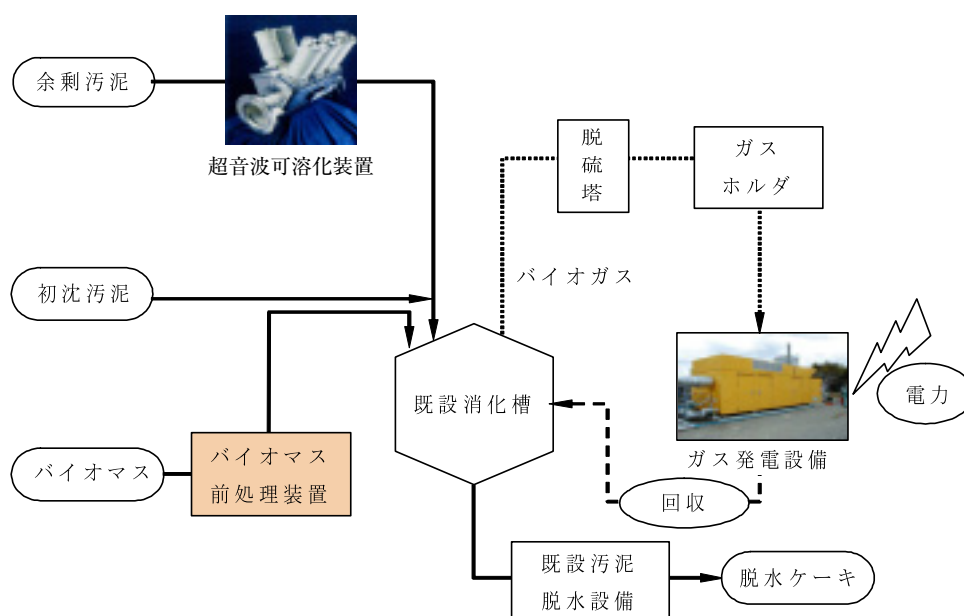 余剰汚泥
超音波可溶化装置
脱
硫
塔
ガス
ホルダ
バイオガス
初沈汚泥
既設消化槽
電力
バイオマス
バイオマス
前処理装置
ガス発電設備
回収
既設汚泥
脱水設備
脱水ケーキ